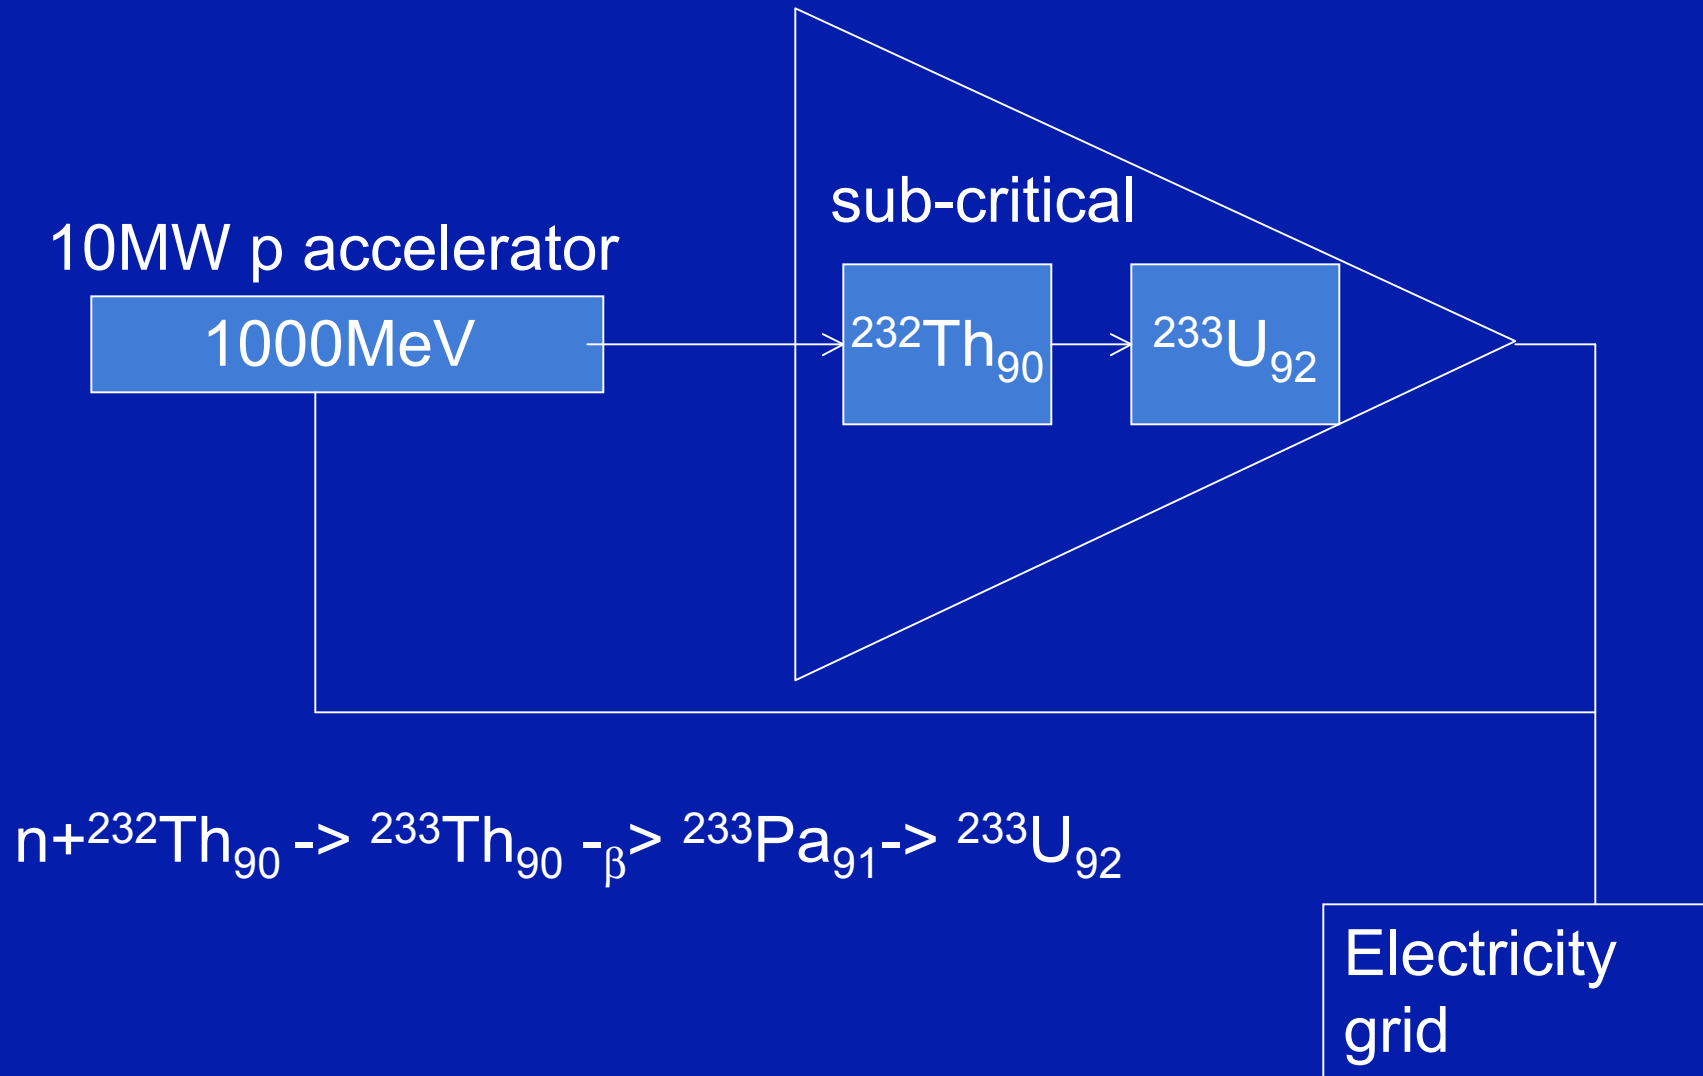 sub-critical
10MW p accelerator
1000MeV
²³²Th₉₀
²³³U₉₂
n+²³²Th₉₀ -> ²³³Th₉₀ -ᵦ> ²³³Pa₉₁-> ²³³U₉₂
Electricity
grid